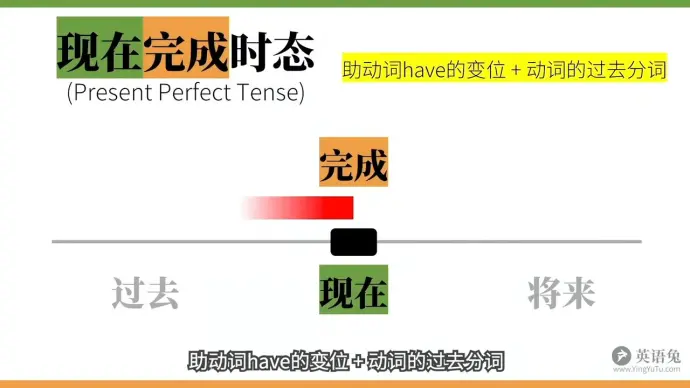 现在完成时态
(Present Perfect Tense)
助动词have的变位 + 动词的过去分词
完成
过去
现在
将来
助动词have的变位 + 动词的过去分词
英语兔
www.YingYuTu.com